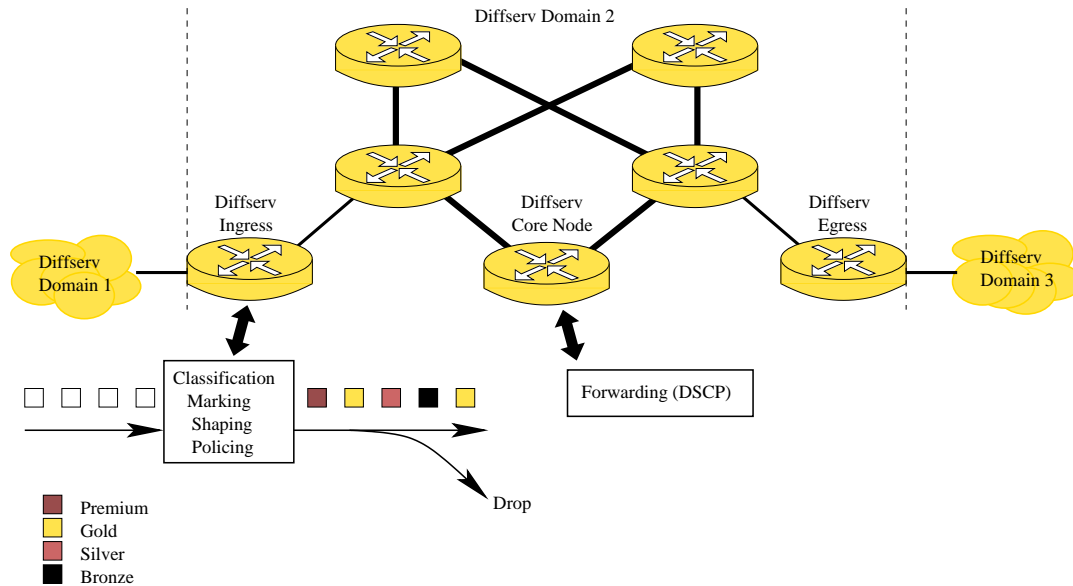 Diffserv Domain 2
Diffserv
Ingress
Diffserv
Core Node
Diffserv
Egress
Diffserv
Domain 1
Diffserv
Domain 3
Classification
Marking
Shaping
Policing
Forwarding (DSCP)
Drop
Premium
Gold
Silver
Bronze